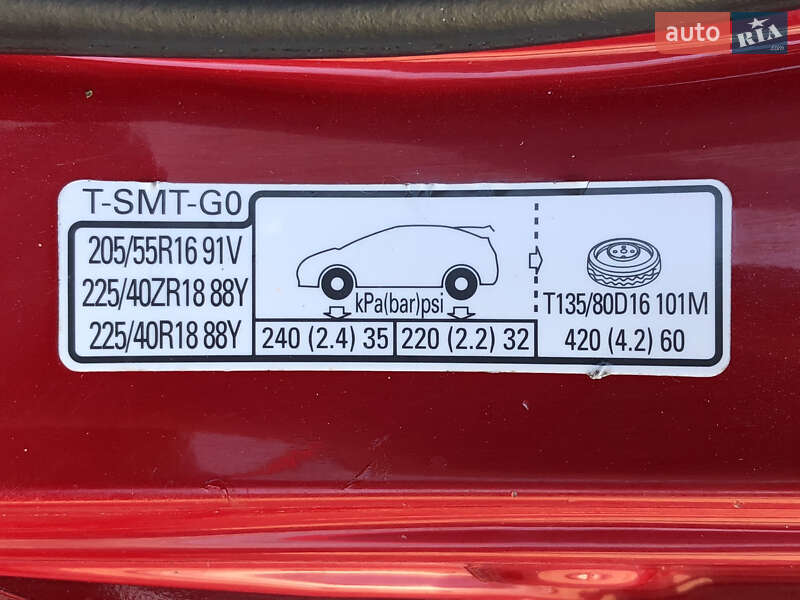 auto RIA.com
T-SMT-G0
205/55R16 91V
225/40ZR18 88Y
225/40R18 88Y
kPa(bar)psi
240 (2.4) 35
220 (2.2) 32
T135/80D16 101M
420 (4.2) 60